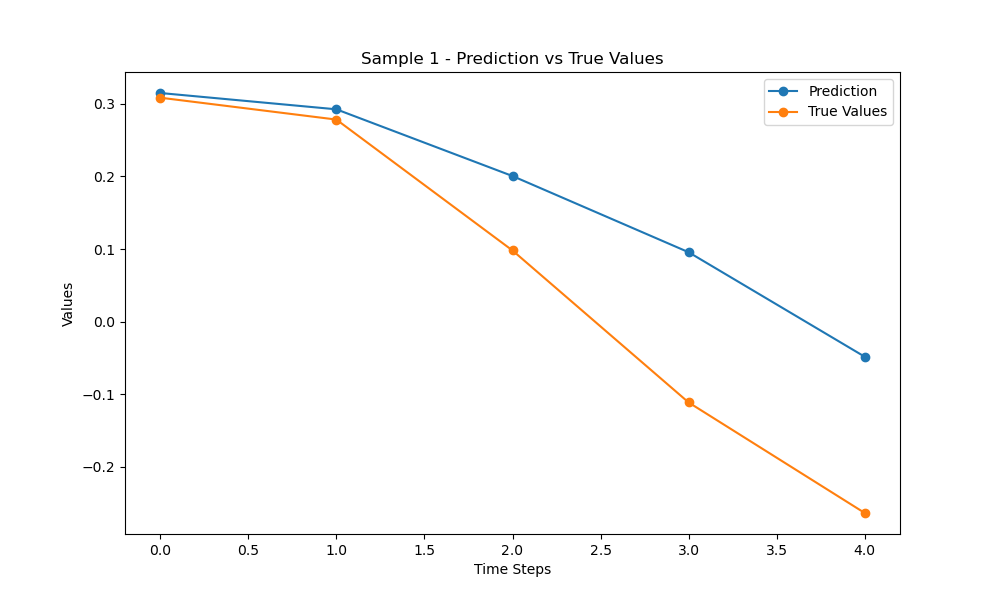 Sample 1 - Prediction vs True Values
Prediction
True Values
Values
0.3
0.2
0.1
0.0
−0.1
−0.2
0.0 0.5 1.0 1.5 2.0 2.5 3.0 3.5 4.0
Time Steps